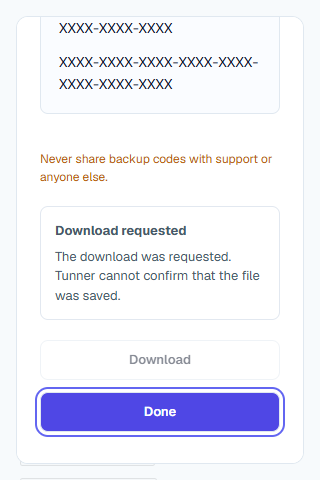 XXXX-XXXX-XXXX
XXXX-XXXX-XXXX-XXXX-XXXX-
XXXX-XXXX-XXXX
Never share backup codes with support or
anyone else.
Download requested
The download was requested.
Tunner cannot confirm that the file
was saved.
Download
Done